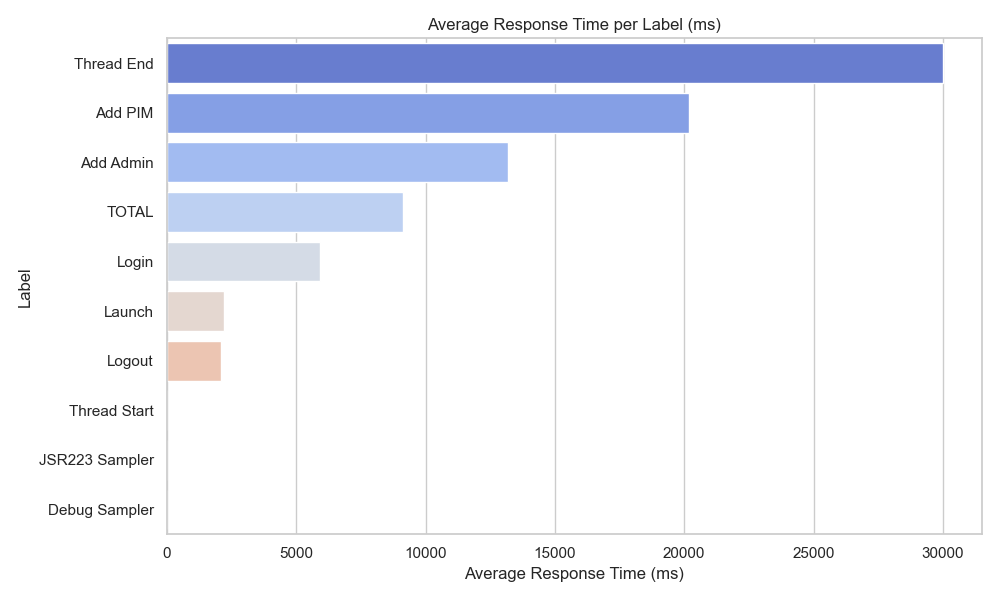 Average Response Time per Label (ms)
Label
Thread End
Add PIM
Add Admin
TOTAL
Login
Launch
Logout
Thread Start
JSR223 Sampler
Debug Sampler
0 5000 10000 15000 20000 25000 30000
Average Response Time (ms)